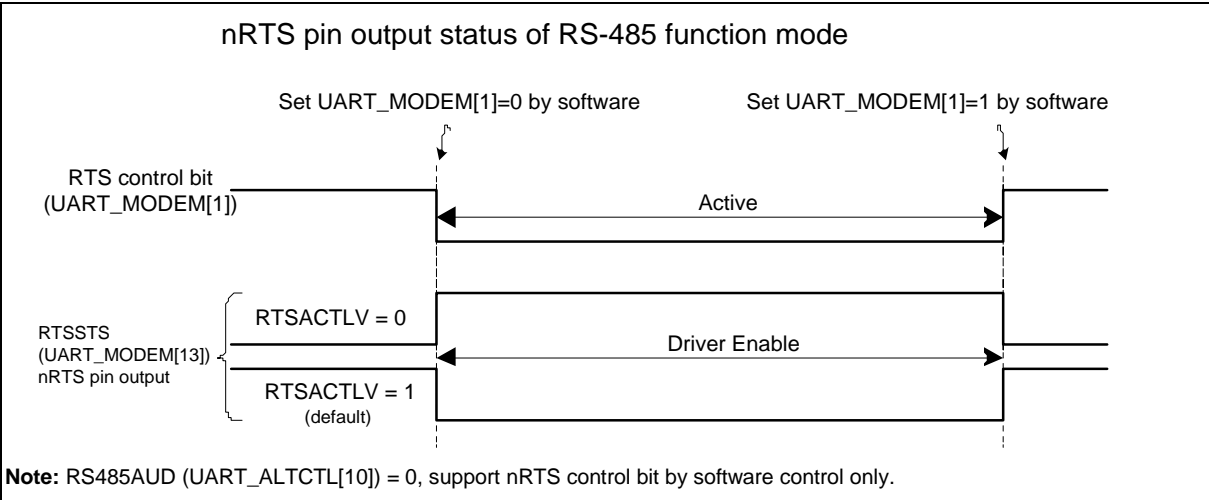 nRTS pin output status of RS-485 function mode
Set UART_MODEM[1]=0 by software
Set UART_MODEM[1]=1 by software
RTS control bit
(UART_MODEM[1])
Active
RTSSTS
(UART_MODEM[13])
nRTS pin output
RTSACTLV = 0
Driver Enable
RTSACTLV = 1
(default)
Note: RS485AUD (UART_ALTCTL[10]) = 0, support nRTS control bit by software control only.